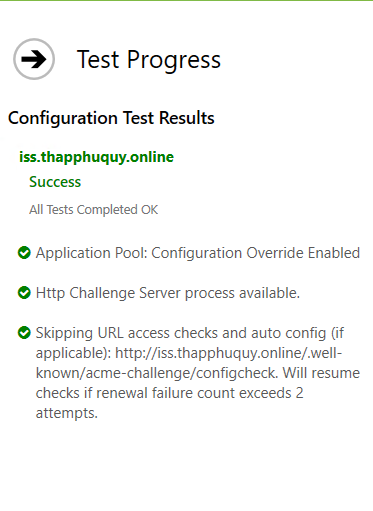 Test Progress
Configuration Test Results
iss.thapphuquy.online
Success
All Tests Completed OK
Application Pool: Configuration Override Enabled
Http Challenge Server process available.
Skipping URL access checks and auto config (if
applicable): http://iss.thapphuquy.online/.well-
known/acme-challenge/configcheck. Will resume
checks if renewal failure count exceeds 2
attempts.